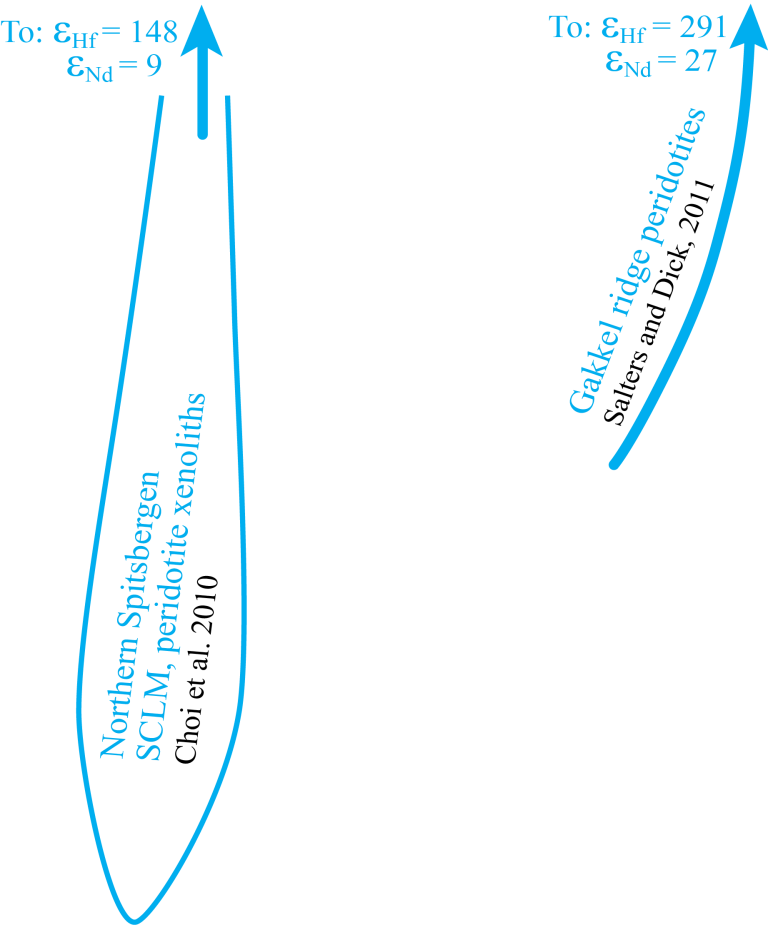 To: εHf = 148
εNd = 9
To: εHf = 291
εNd = 27
Gakkel ridge peridotites
Salters and Dick, 2011
Northern Spitsbergen
SCLM, peridotite xenoliths
Choi et al. 2010